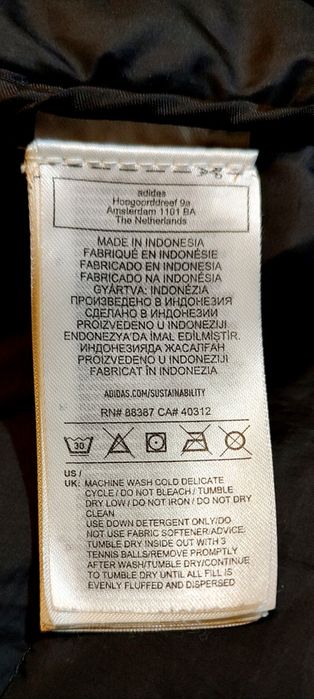 adidas
Hoogoorddreef 9a
Amsterdam 1101 BA
The Netherlands
MADE IN INDONESIA
FABRIQUÉ EN INDONÉSIE
FABRICADO EN INDONESIA
FABRICADO NA INDONÉSIA
GYÁRTVA: INDONÉZIA
ПРОИЗВЕДЕНО В ИНДОНЕЗИЯ
СДЕЛАНО В ИНДОНЕЗИИ
PROIZVEDENO U INDONEZIJI
ENDONEZYA'DA İMAL EDİLMİŞTİR.
ИНДОНЕЗИЯДА ЖАСАЛҒАН
PROIZVEDENO U INDONEZIJI
FABRICAT ÎN INDONEZIA
ADIDAS.COM/SUSTAINABILITY
RN# 88387 CA# 40312
30
US /
UK: MACHINE WASH COLD DELICATE
CYCLE / DO NOT BLEACH / TUMBLE
DRY LOW / DO NOT IRON / DO NOT DRY
CLEAN
USE DOWN DETERGENT ONLY/DO
NOT USE FABRIC SOFTENER/ADVICE:
TUMBLE DRY INSIDE OUT WITH 3
TENNIS BALLS/REMOVE PROMPTLY
AFTER WASH/TUMBLE DRY/CONTINUE
TO TUMBLE DRY UNTIL ALL FILL IS
EVENLY FLUFFED AND DISPERSED